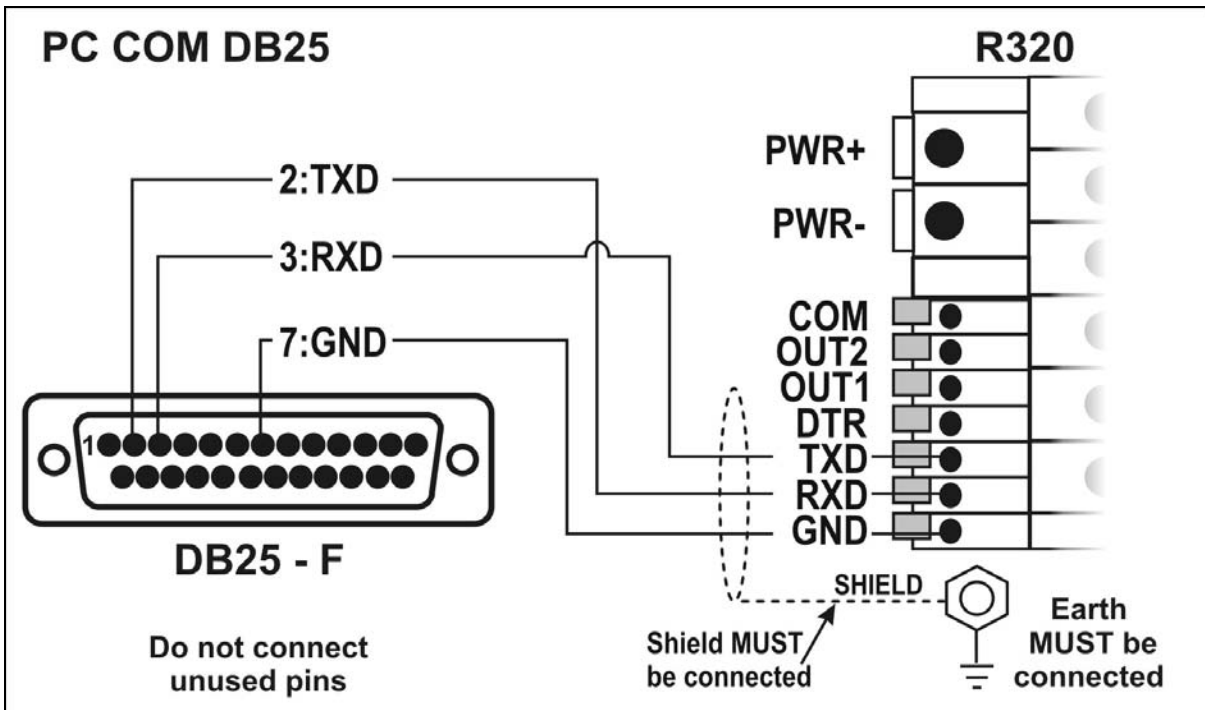 PC COM DB25
R320
PWR+
2:TXD
PWR-
3:RXD
COM
7:GND
OUT2
OUT1
DTR
1
TXD
RXD
GND
DB25 - F
SHIELD
Do not connect
unused pins
Shield MUST
be connected
Earth
MUST be
connected